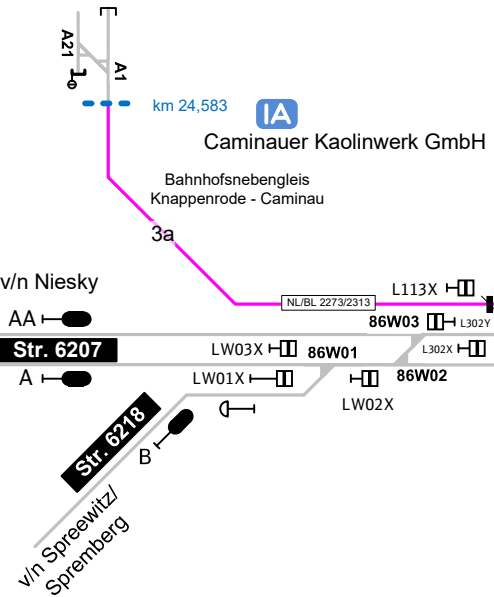 A21
A1
km 24,583
IA
Caminauer Kaolinwerk GmbH
Bahnhofsnebengleis
Knappenrode - Caminau
3a
v/n Niesky
NL/BL 2273/2313
L113X
AA
86W03
L302Y
Str. 6207
LW03X
86W01
L302X
A
LW01X
86W02
LW02X
Str. 6218
B
v/n Spreewitz/
Spremberg